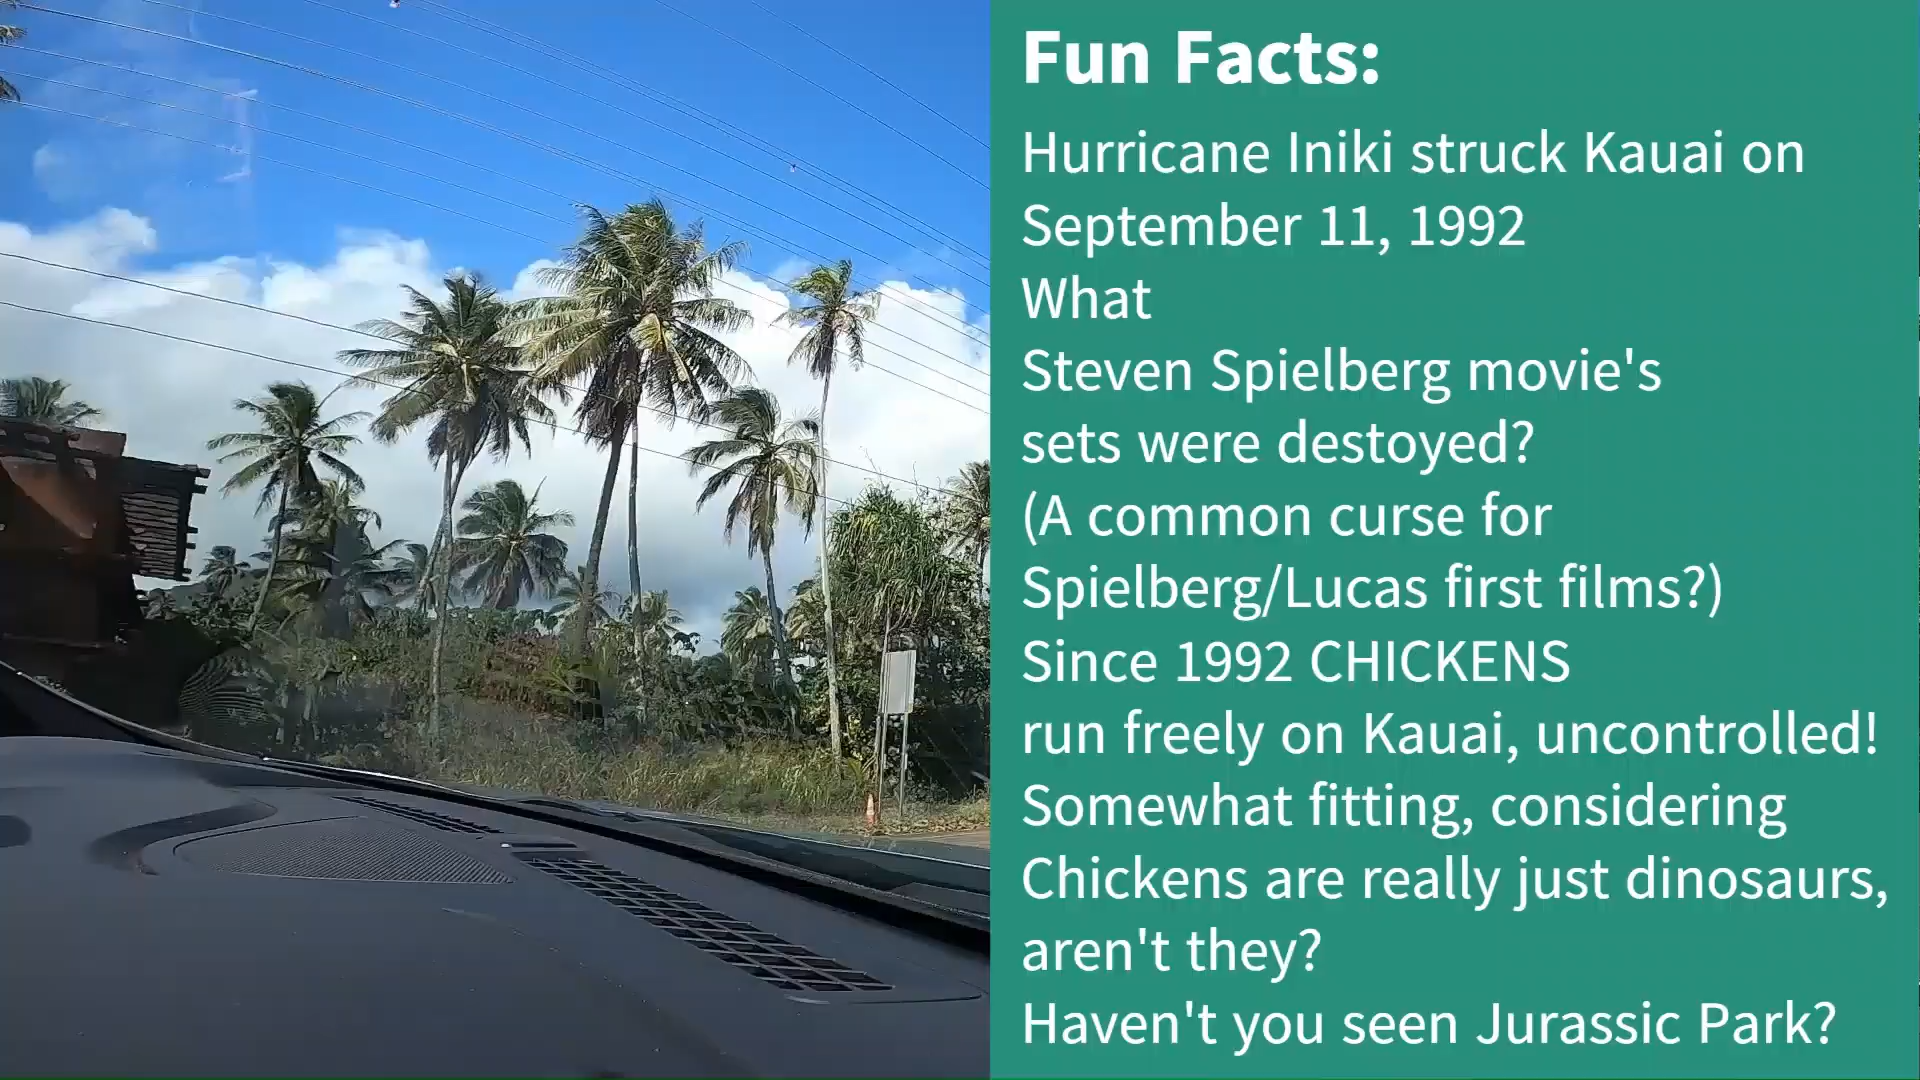 Fun Facts:
Hurricane Iniki struck Kauai on
September 11, 1992
What
Steven Spielberg movie's
sets were destoyed?
(A common curse for
Spielberg/Lucas first films?)
Since 1992 CHICKENS
run freely on Kauai, uncontrolled!
Somewhat fitting, considering
Chickens are really just dinosaurs,
aren't they?
Haven't you seen Jurassic Park?